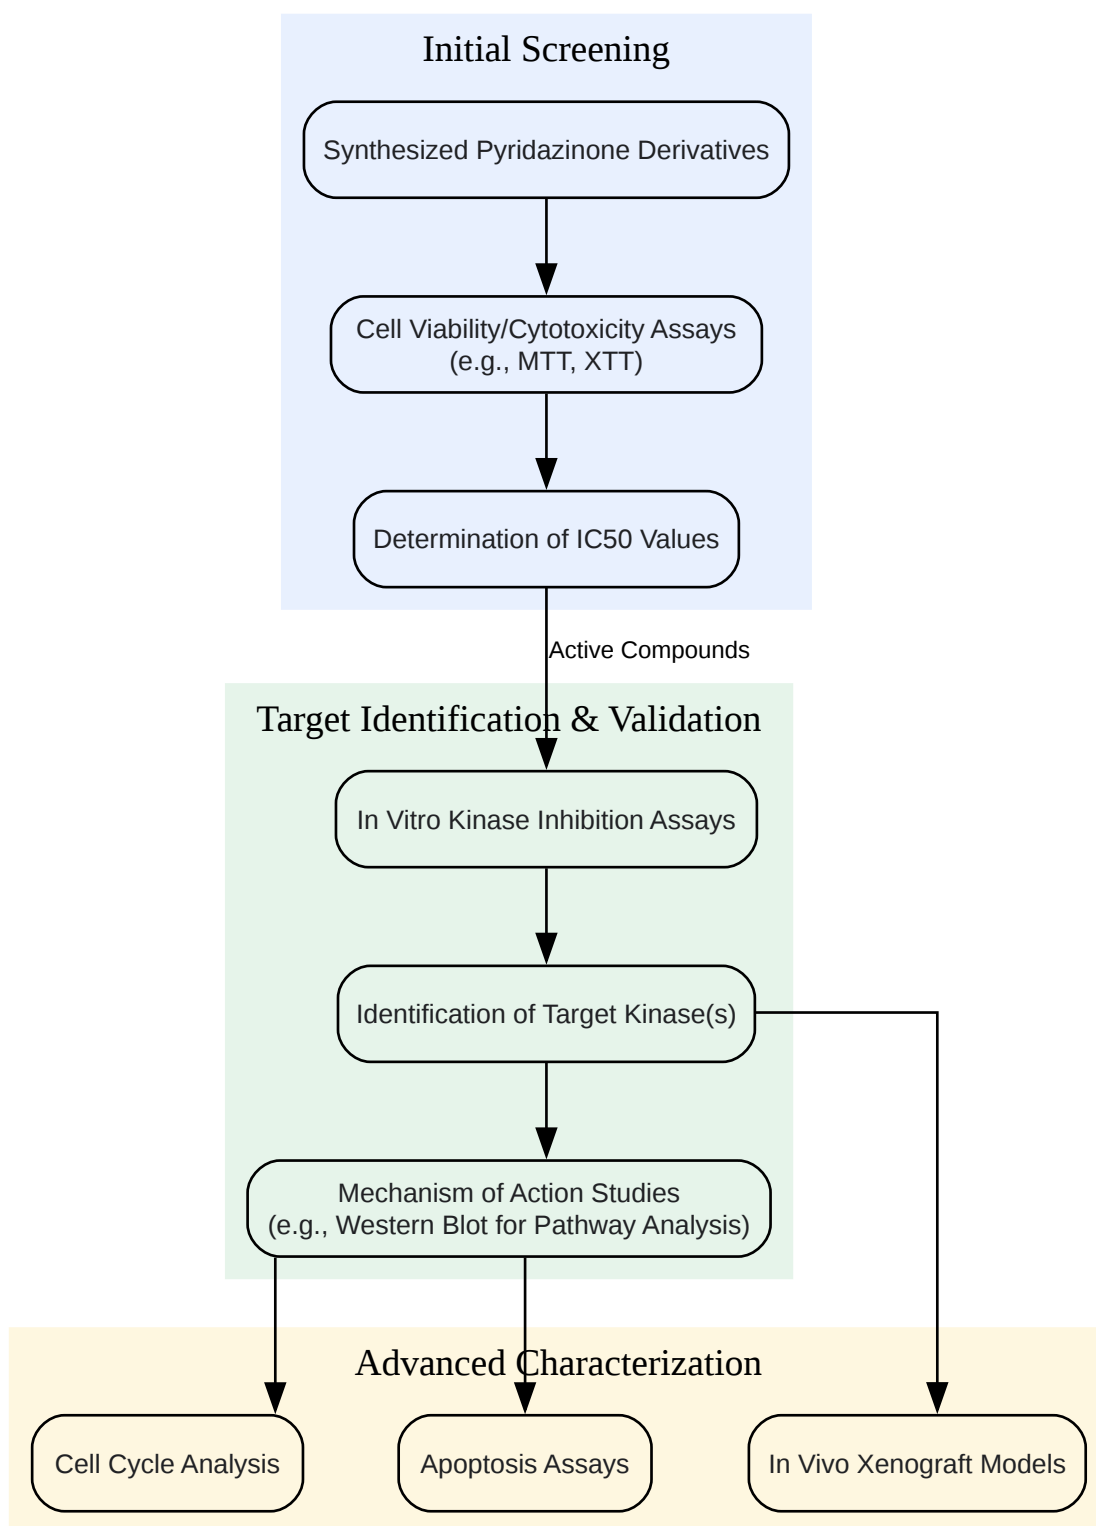 Initial Screening
Synthesized Pyridazinone Derivatives
Cell Viability/Cytotoxicity Assays
(e.g., MTT, XTT)
Determination of IC50 Values
Active Compounds
Target Identification & Validation
In Vitro Kinase Inhibition Assays
Identification of Target Kinase(s)
Mechanism of Action Studies
(e.g., Western Blot for Pathway Analysis)
Advanced Characterization
Cell Cycle Analysis
Apoptosis Assays
In Vivo Xenograft Models